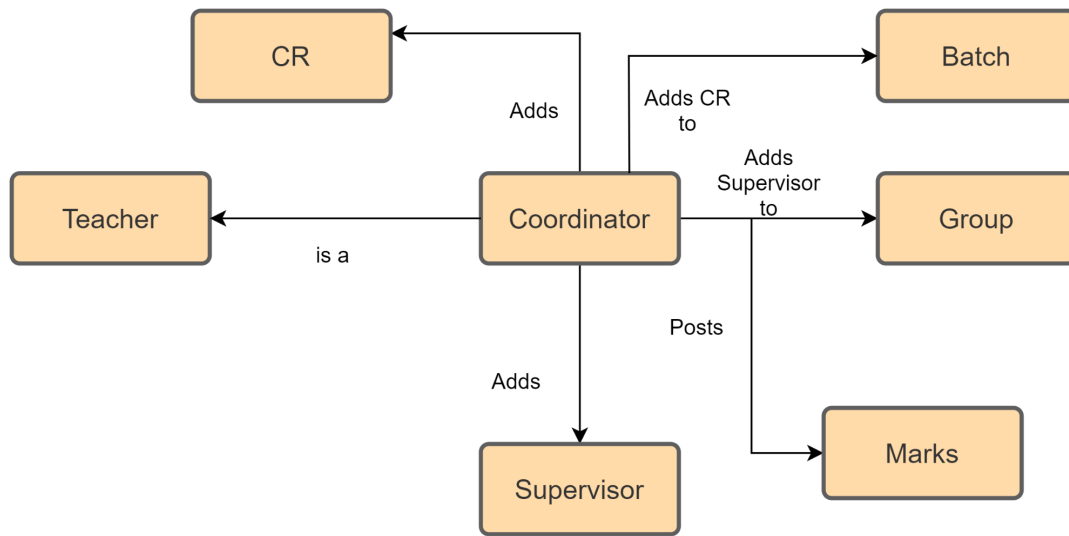 CR
Batch
Adds
Adds CR
to
Adds
Supervisor
to
Teacher
Coordinator
Group
is a
Posts
Adds
Marks
Supervisor